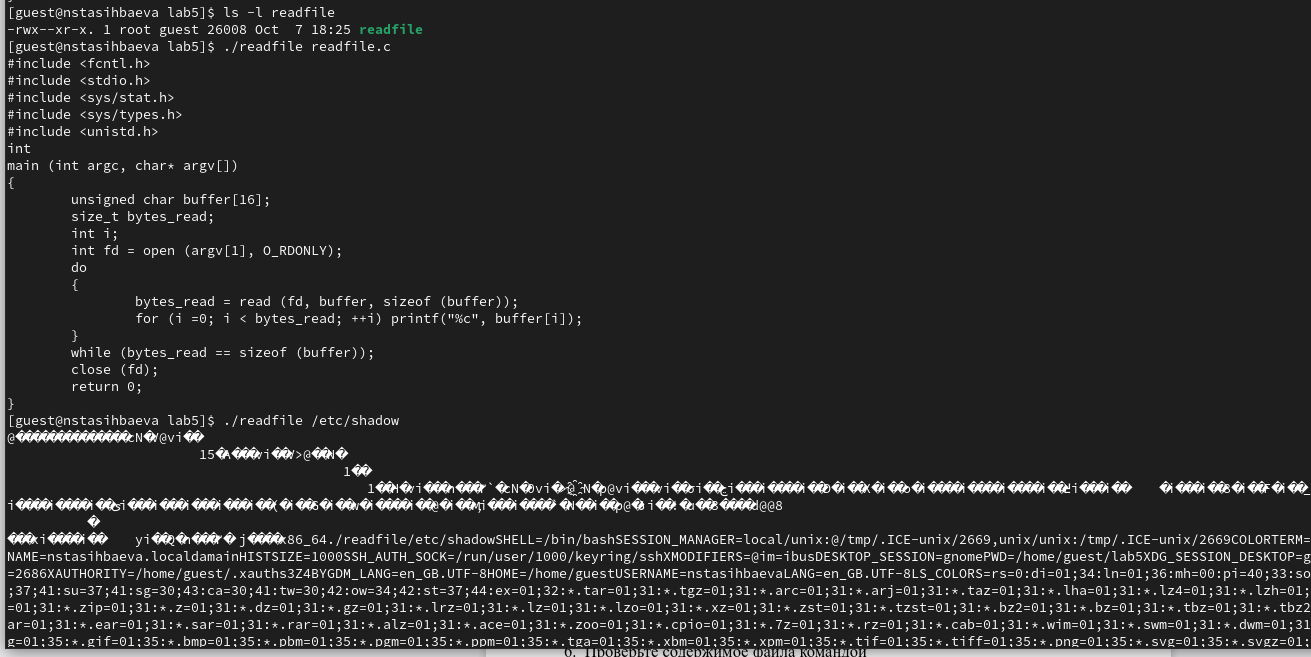 [guest@nstasihbaeva lab5]$ ls -l readfile
-rwx--xr-x. 1 root guest 26008 Oct  7 18:25 readfile
[guest@nstasihbaeva lab5]$ ./readfile readfile.c
#include <fcntl.h>
#include <stdio.h>
#include <sys/stat.h>
#include <sys/types.h>
#include <unistd.h>
int
main (int argc, char* argv[])
{
        unsigned char buffer[16];
        size_t bytes_read;
        int i;
        int fd = open (argv[1], O_RDONLY);
        do
        {
                bytes_read = read (fd, buffer, sizeof (buffer));
                for (i =0; i < bytes_read; ++i) printf("%c", buffer[i]);
        }
        while (bytes_read == sizeof (buffer));
        close (fd);
        return 0;
}
[guest@nstasihbaeva lab5]$ ./readfile /etc/shadow
x86_64./readfile/etc/shadowSHELL=/bin/bashSESSION_MANAGER=local/unix:@/tmp/.ICE-unix/2669,unix/unix:/tmp/.ICE-unix/2669COLORTERM=
NAME=nstasihbaeva.localdamainHISTSIZE=1000SSH_AUTH_SOCK=/run/user/1000/keyring/sshXMODIFIERS=@im=ibusDESKTOP_SESSION=gnomePWD=/home/guest/lab5XDG_SESSION_DESKTOP=g
=2686XAUTHORITY=/home/guest/.xauths3Z4BYGDM_LANG=en_GB.UTF-8HOME=/home/guestUSERNAME=nstasihbaevaLANG=en_GB.UTF-8LS_COLORS=rs=0:di=01;34:ln=01;36:mh=00:pi=40;33:so
;37;41:su=37;41:sg=30;43:ca=30;41:tw=30;42:ow=34;42:st=37;44:ex=01;32:*.tar=01;31:*.tgz=01;31:*.arc=01;31:*.arj=01;31:*.taz=01;31:*.lha=01;31:*.lz4=01;31:*.lzh=01;
=01;31:*.zip=01;31:*.z=01;31:*.dz=01;31:*.gz=01;31:*.lrz=01;31:*.lz=01;31:*.lzo=01;31:*.xz=01;31:*.zst=01;31:*.tzst=01;31:*.bz2=01;31:*.bz=01;31:*.tbz=01;31:*.tbz2
ar=01;31:*.ear=01;31:*.sar=01;31:*.rar=01;31:*.alz=01;31:*.ace=01;31:*.zoo=01;31:*.cpio=01;31:*.7z=01;31:*.rz=01;31:*.cab=01;31:*.wim=01;31:*.swm=01;31:*.dwm=01;31
g=01;35:*.gif=01;35:*.bmp=01;35:*.pbm=01;35:*.pgm=01;35:*.ppm=01;35:*.tga=01;35:*.xbm=01;35:*.xpm=01;35:*.tif=01;35:*.tiff=01;35:*.png=01;35:*.svg=01;35:*.svgz=01;
6. Проверьте содержимое файла командой